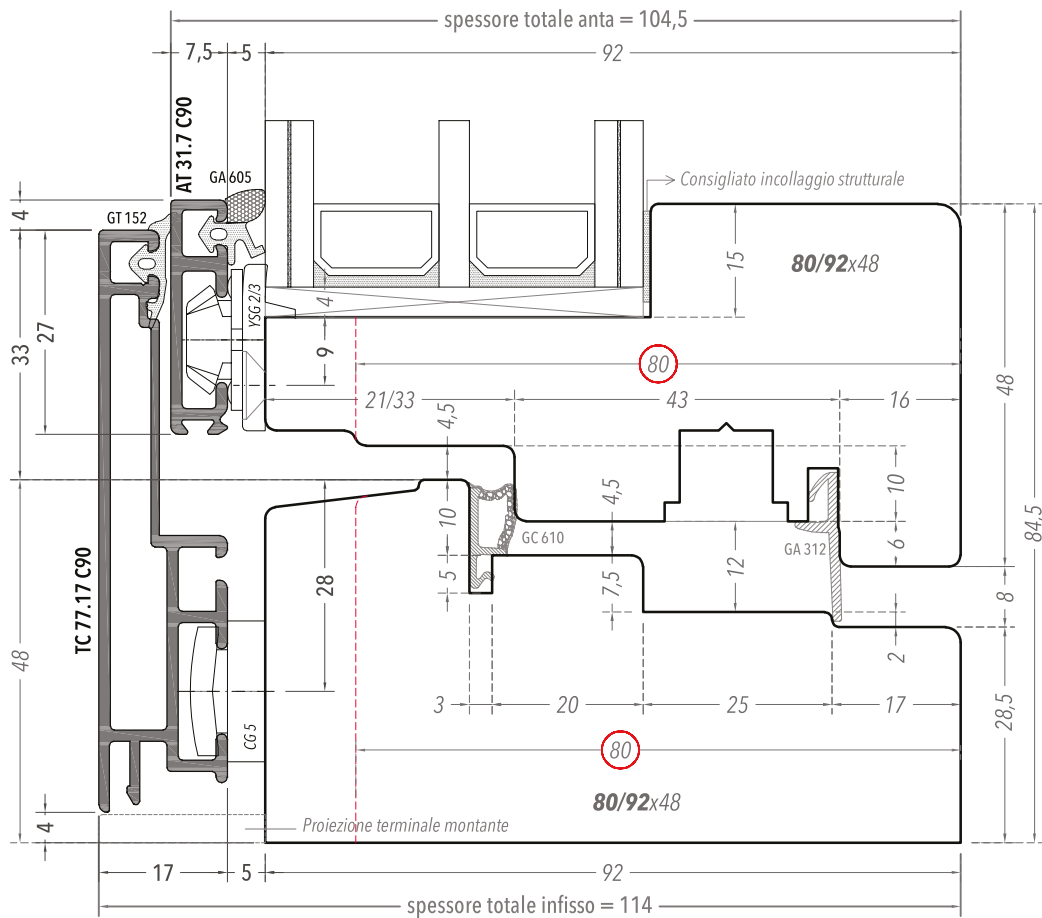 spessore totale anta = 104,5
7,5
5
92
AT 31.7 C90
GA 605
Consigliato incollaggio strutturale
4
GT 152
15
80/92x48
YSG 2/3
4
27
33
9
80
48
84.5
21/33
4,5
43
16
10
4,5
10
GC 610
GA 312
6
5
7,5
12
8
28
TC 77.17 C90
48
2
3
20
25
17
28,5
CG 5
80
80/92x48
4
Proiezione terminale montante
17
5
92
spessore totale infisso = 114